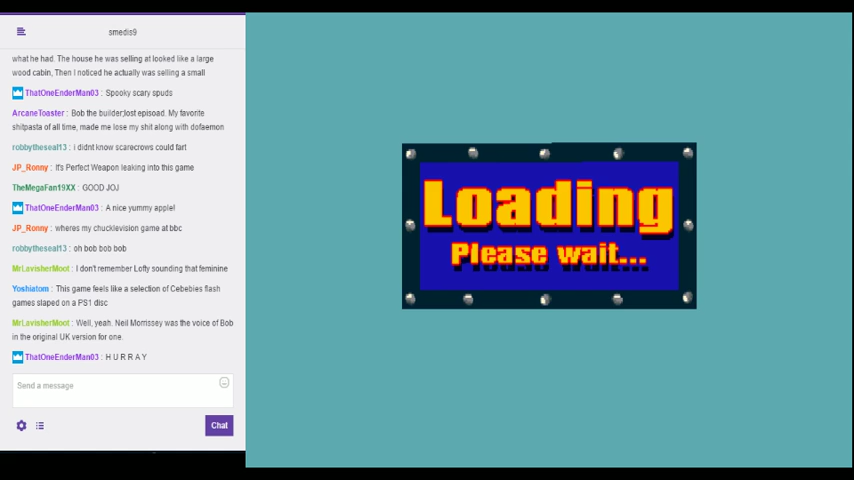 smedis9
what he had. The house he was selling at looked like a large
wood cabin, Then I noticed he actually was selling a small
ThatOneEnderMan03 : Spooky scary spuds
ArcaneToaster : Bob the builder;lost episoad. My favorite
shitpasta of all time, made me lose my shit along with dofaemon
robbytheseal13 : i didnt know scarecrows could fart
JP_Ronny : It's Perfect Weapon leaking into this game
TheMegaFan19XX : GOOD JOJ
ThatOneEnderMan03 : A nice yummy apple!
JP_Ronny : wheres my chucklevision game at bbc
robbytheseal13 : oh bob bob bob
MrLavisherMoot : I don't remember Lofty sounding that feminine
Yoshiatom : This game feels like a selection of Cebebies flash
games slaped on a PS1 disc
MrLavisherMoot : Well, yeah. Neil Morrissey was the voice of Bob
in the original UK version for one.
ThatOneEnderMan03 : H U R R A Y
Send a message
Chat
Loading
Please wait...